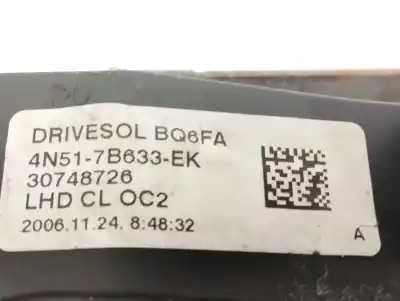 DRIVESOL BQ6FA
4N51-7B633-EK
30748726
LHD CL OC2
2006.11.24. 8:48:32
A